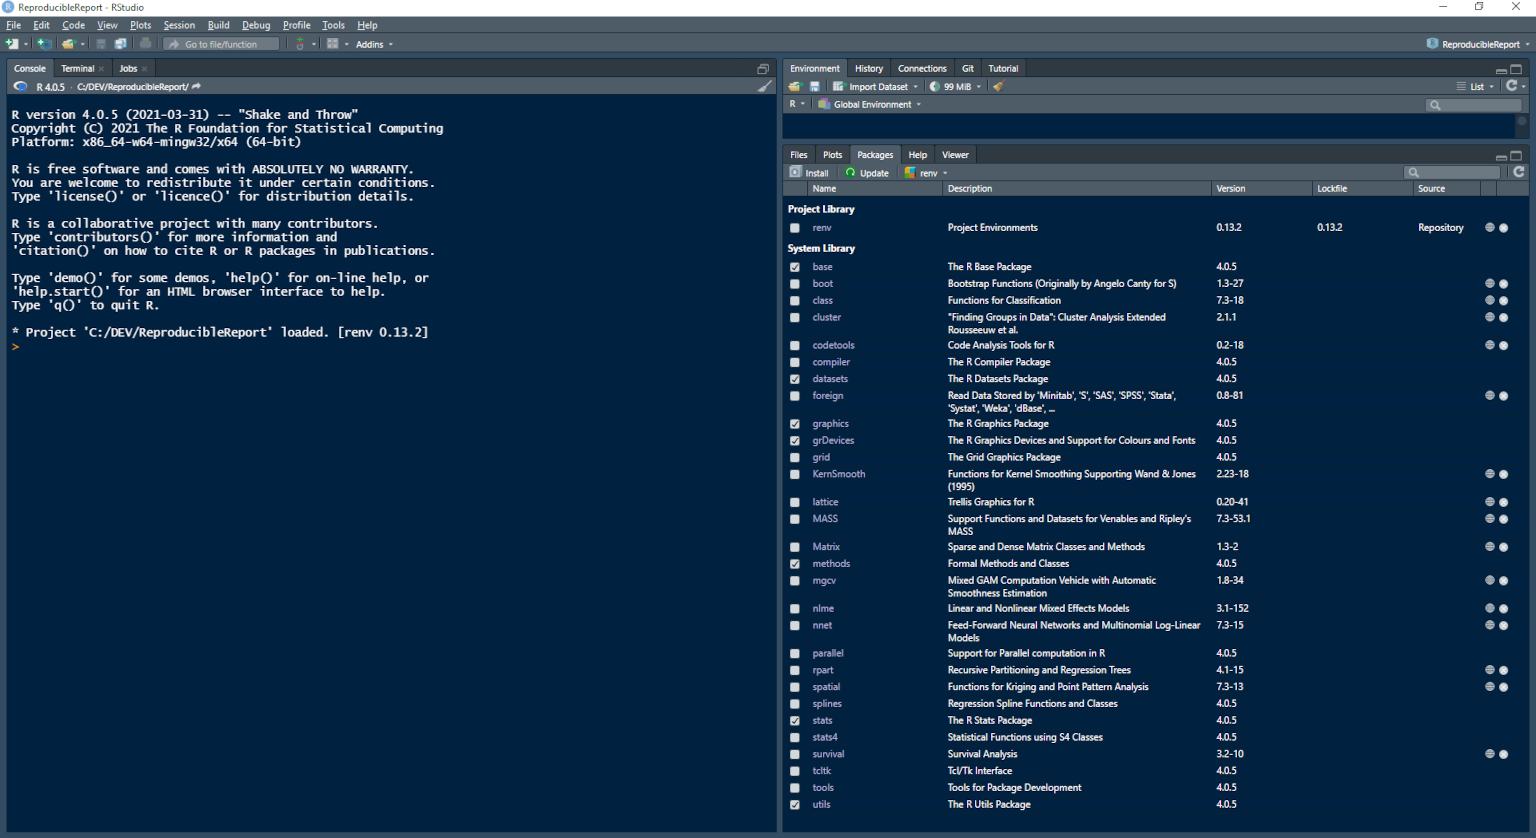 ReproducibleReport - RStudio
File Edit Code View Plots Session Build Debug Profile Tools Help
Go to file/function Addins ReproducibleReport
Console Terminal Jobs
R 4.0.5 · C:/DEV/ReproducibleReport/
R version 4.0.5 (2021-03-31) -- "Shake and Throw"
Copyright (C) 2021 The R Foundation for Statistical Computing
Platform: x86_64-w64-mingw32/x64 (64-bit)
R is free software and comes with ABSOLUTELY NO WARRANTY.
You are welcome to redistribute it under certain conditions.
Type 'license()' or 'licence()' for distribution details.
R is a collaborative project with many contributors.
Type 'contributors()' for more information and
'citation()' on how to cite R or R packages in publications.
Type 'demo()' for some demos, 'help()' for on-line help, or
'help.start()' for an HTML browser interface to help.
Type 'q()' to quit R.
* Project 'C:/DEV/ReproducibleReport' loaded. [renv 0.13.2]
>
Environment History Connections Git Tutorial
Import Dataset 99 MiB List
R Global Environment
Files Plots Packages Help Viewer
Install Update renv
Name Description Version Lockfile Source
Project Library
renv Project Environments 0.13.2 0.13.2 Repository
System Library
base The R Base Package 4.0.5
boot Bootstrap Functions (Originally by Angelo Canty for S) 1.3-27
class Functions for Classification 7.3-18
cluster "Finding Groups in Data": Cluster Analysis Extended 2.1.1
Rousseeuw et al.
codetools Code Analysis Tools for R 0.2-18
compiler The R Compiler Package 4.0.5
datasets The R Datasets Package 4.0.5
foreign Read Data Stored by 'Minitab', 'S', 'SAS', 'SPSS', 'Stata', 0.8-81
'Systat', 'Weka', 'dBase', ...
graphics The R Graphics Package 4.0.5
grDevices The R Graphics Devices and Support for Colours and Fonts 4.0.5
grid The Grid Graphics Package 4.0.5
KernSmooth Functions for Kernel Smoothing Supporting Wand & Jones 2.23-18
(1995)
lattice Trellis Graphics for R 0.20-41
MASS Support Functions and Datasets for Venables and Ripley's 7.3-53.1
MASS
Matrix Sparse and Dense Matrix Classes and Methods 1.3-2
methods Formal Methods and Classes 4.0.5
mgcv Mixed GAM Computation Vehicle with Automatic 1.8-34
Smoothness Estimation
nlme Linear and Nonlinear Mixed Effects Models 3.1-152
nnet Feed-Forward Neural Networks and Multinomial Log-Linear 7.3-15
Models
parallel Support for Parallel computation in R 4.0.5
rpart Recursive Partitioning and Regression Trees 4.1-15
spatial Functions for Kriging and Point Pattern Analysis 7.3-13
splines Regression Spline Functions and Classes 4.0.5
stats The R Stats Package 4.0.5
stats4 Statistical Functions using S4 Classes 4.0.5
survival Survival Analysis 3.2-10
tcltk Tcl/Tk Interface 4.0.5
tools Tools for Package Development 4.0.5
utils The R Utils Package 4.0.5